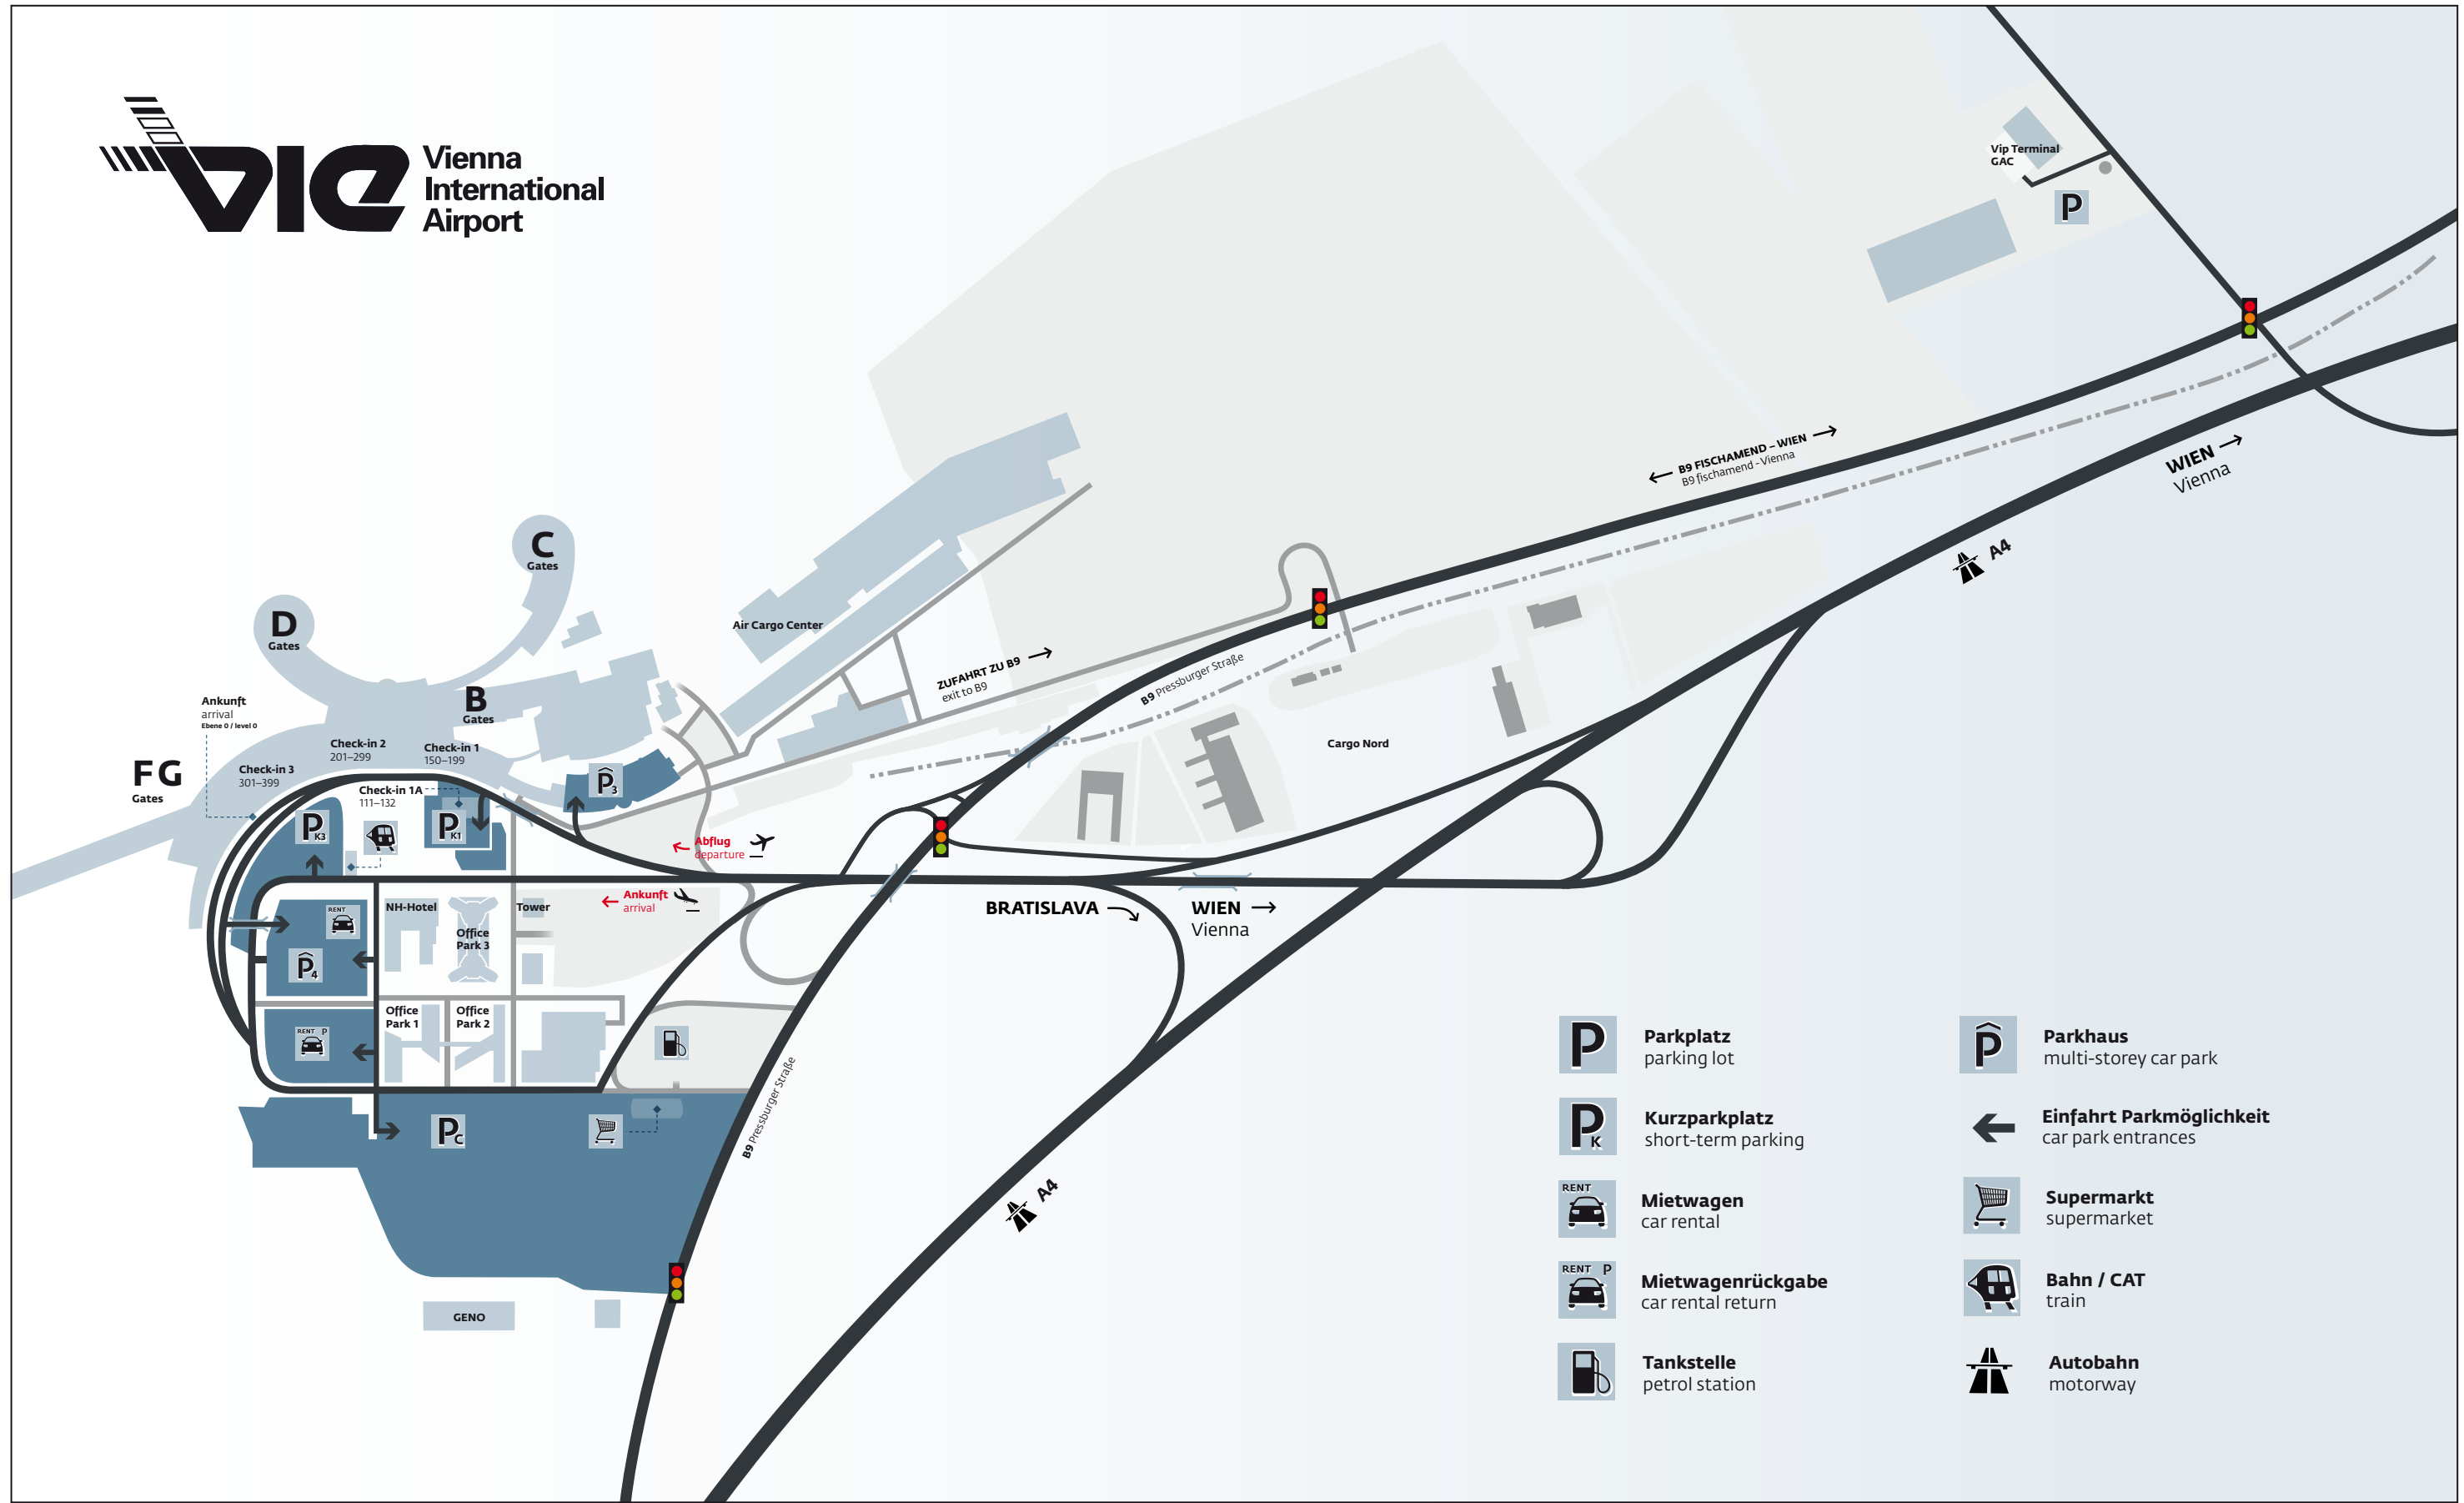 VIE
Vienna
International
Airport
Vip Terminal
GAC
P
B9 FISCHAMEND – WIEN
B9 fischamend - Vienna
WIEN
Vienna
A4
C
Gates
D
Gates
B
Gates
Air Cargo Center
ZUFAHRT ZU B9
exit to B9
B9 Pressburger Straße
Cargo Nord
Ankunft
arrival
Ebene 0 / level 0
FG
Gates
Check-in 3
301–399
Check-in 2
201–299
Check-in 1
150–199
Check-in 1A
111–132
P3
PK3
PK1
Abflug
departure
Ankunft
arrival
BRATISLAVA
WIEN
Vienna
RENT
P4
NH-Hotel
Office
Park 3
Tower
Office
Park 1
Office
Park 2
RENT P
PC
B9 Pressburger Straße
A4
GENO
P
Parkplatz
parking lot
PK
Kurzparkplatz
short-term parking
RENT
Mietwagen
car rental
RENT P
Mietwagenrückgabe
car rental return
Tankstelle
petrol station
P
Parkhaus
multi-storey car park
Einfahrt Parkmöglichkeit
car park entrances
Supermarkt
supermarket
Bahn / CAT
train
Autobahn
motorway